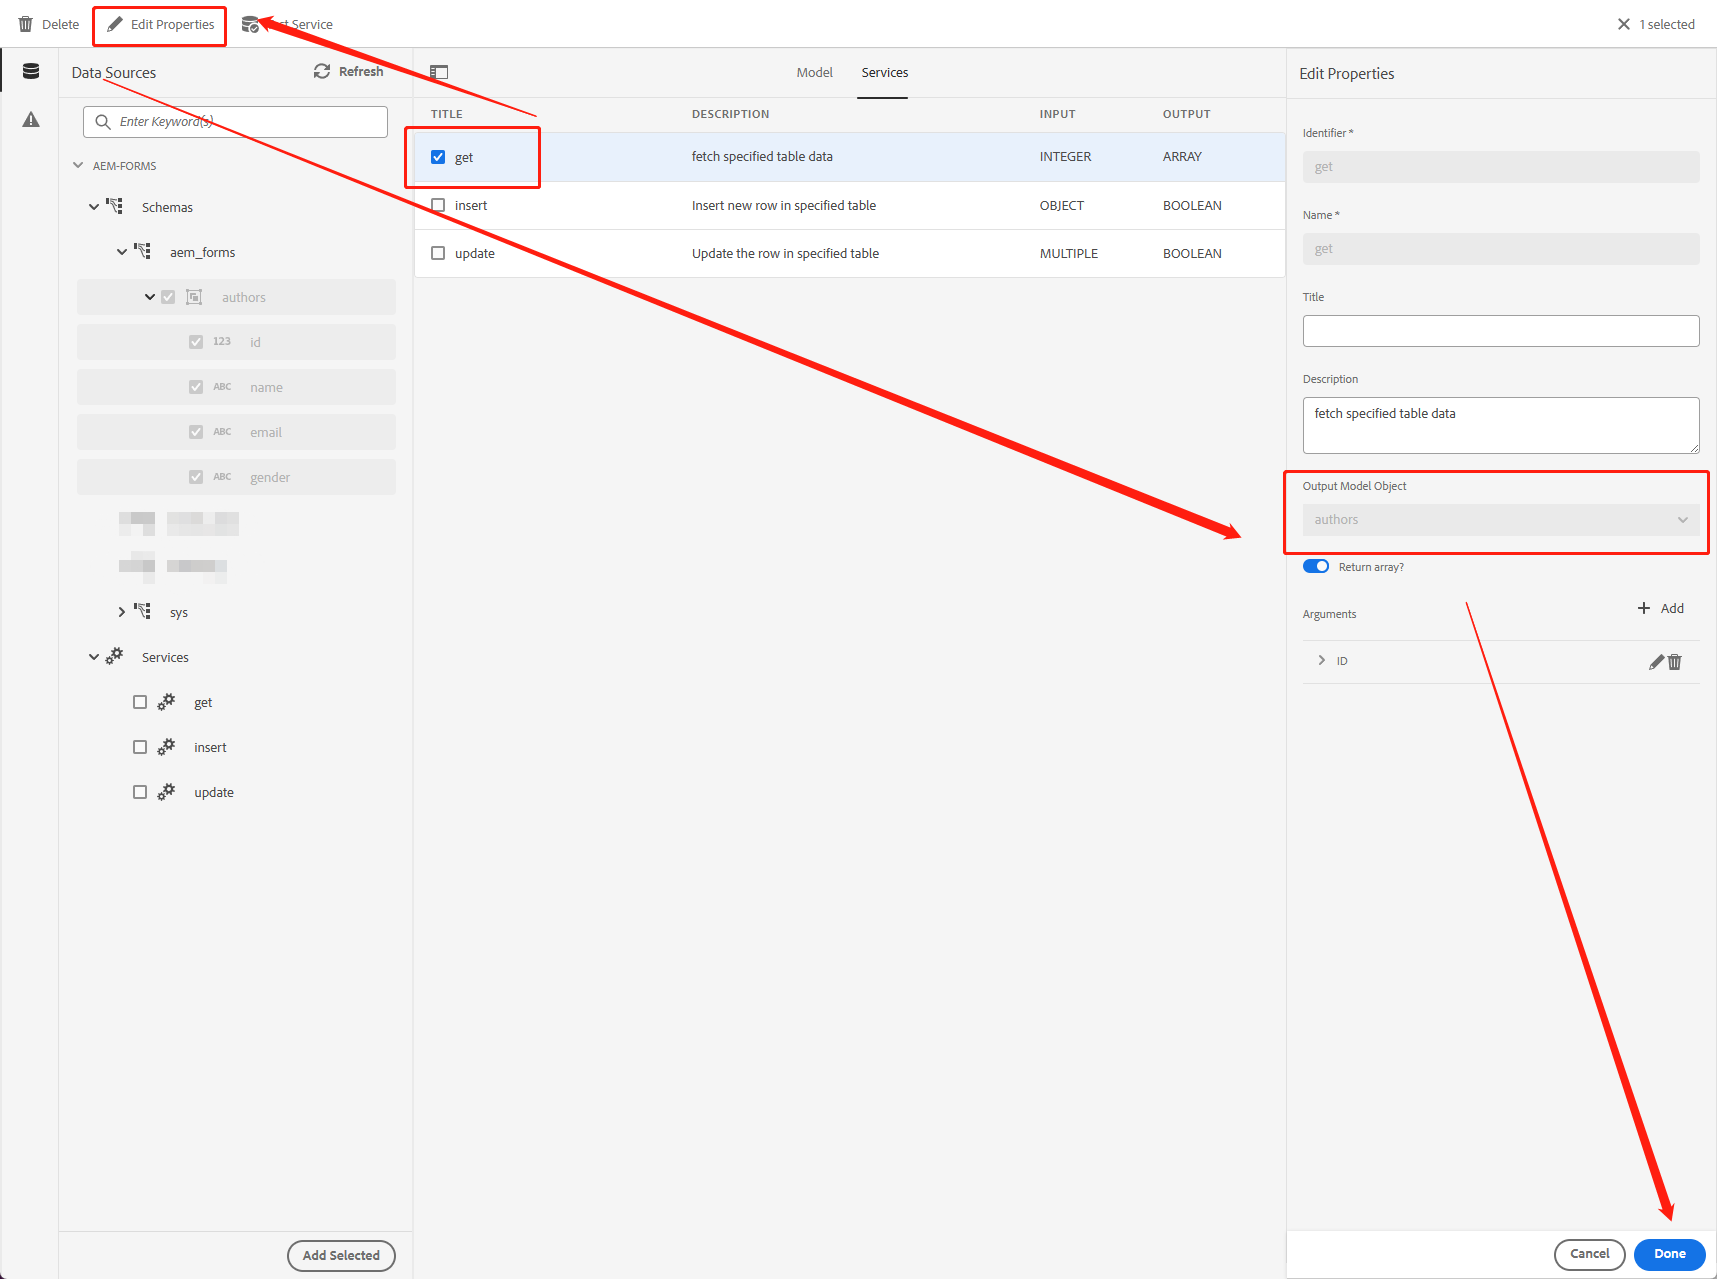 Delete
Edit Properties
Service
1 selected
Data Sources
Refresh
Enter Keyword(s)
AEM-FORMS
Schemas
aem_forms
authors
123 id
ABC name
ABC email
ABC gender
sys
Services
get
insert
update
Add Selected
Model
Services
TITLE DESCRIPTION INPUT OUTPUT
get fetch specified table data INTEGER ARRAY
insert Insert new row in specified table OBJECT BOOLEAN
update Update the row in specified table MULTIPLE BOOLEAN
Edit Properties
Identifier *
get
Name *
get
Title
Description
fetch specified table data
Output Model Object
authors
Return array?
Arguments
Add
ID
Cancel
Done